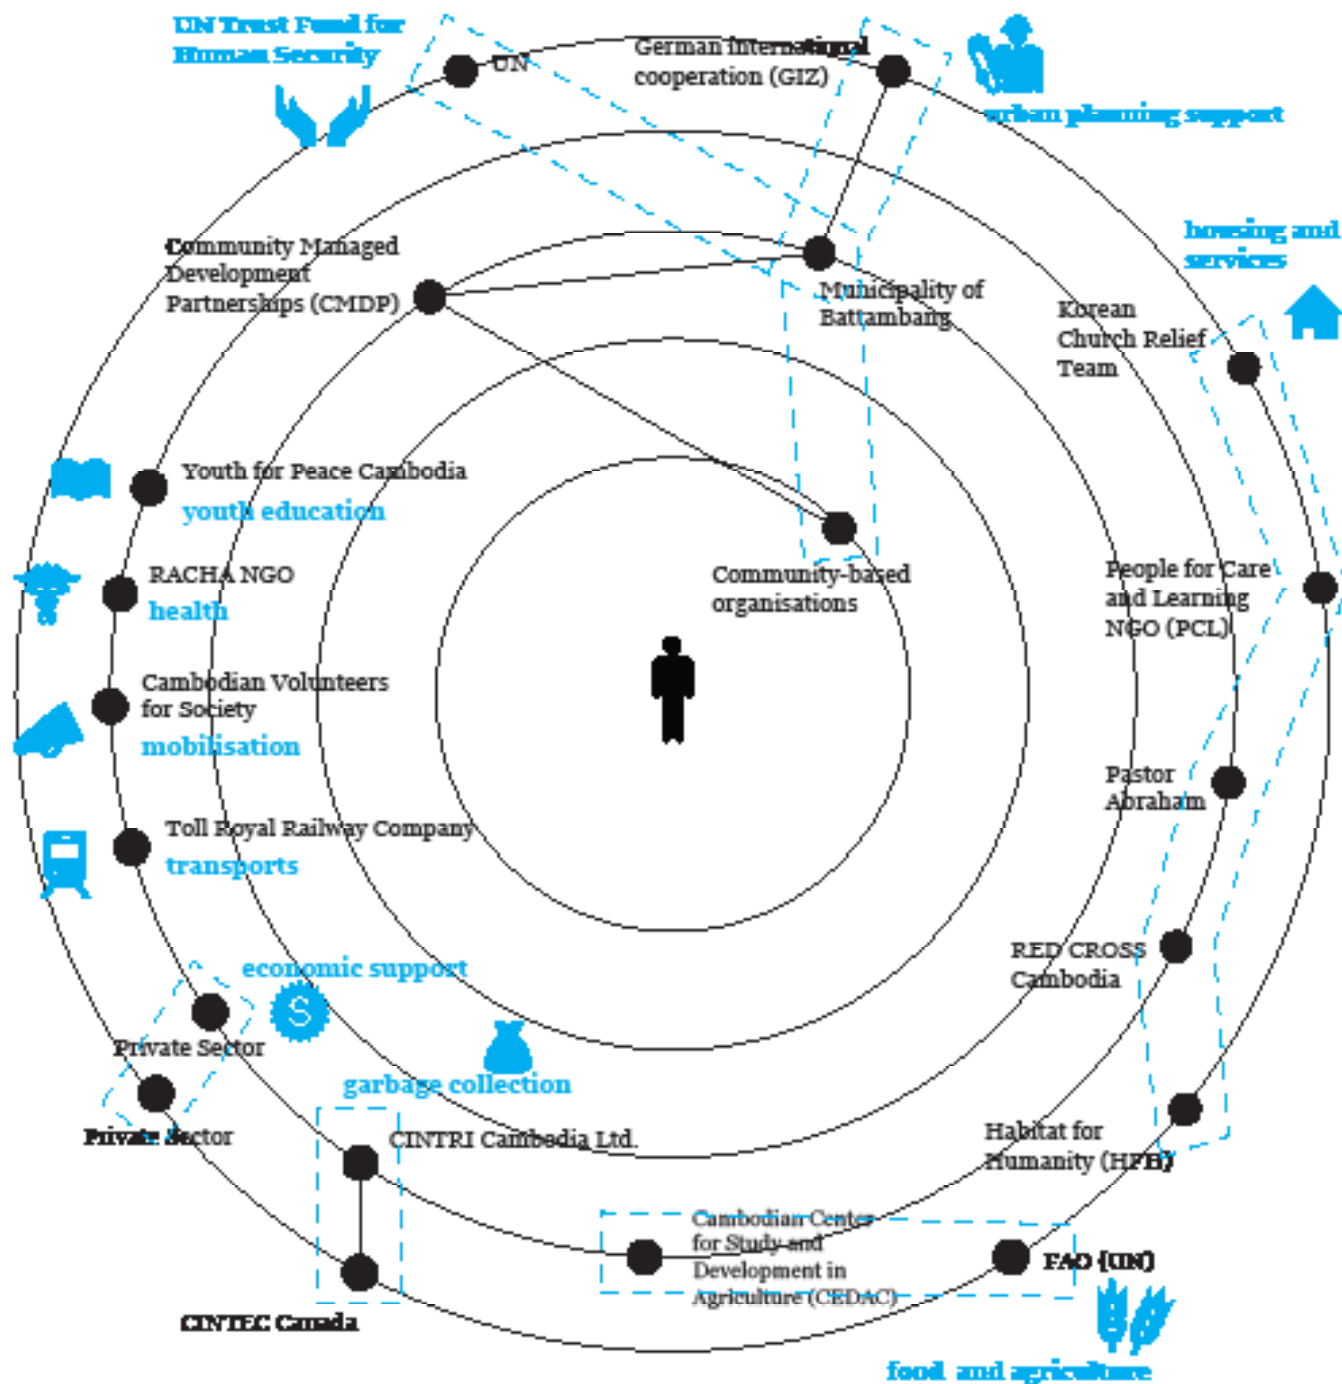 UN Trust Fund for
Human Security
UN
German international
cooperation (GIZ)
urban planning support
housing and
services
Community Managed
Development
Partnerships (CMDP)
Municipality of
Battambang
Korean
Church Relief
Team
Youth for Peace Cambodia
youth education
RACHA NGO
health
Community-based
organisations
People for Care
and Learning
NGO (PCL)
Cambodian Volunteers
for Society
mobilisation
Pastor
Abraham
Toll Royal Railway Company
transports
RED CROSS
Cambodia
economic support
S
Private Sector
garbage collection
Private Sector
CINTRI Cambodia Ltd.
Habitat for
Humanity (HFH)
Cambodian Center
for Study and
Development in
Agriculture (CEDAC)
FAO (UN)
CINTEC Canada
food and agriculture